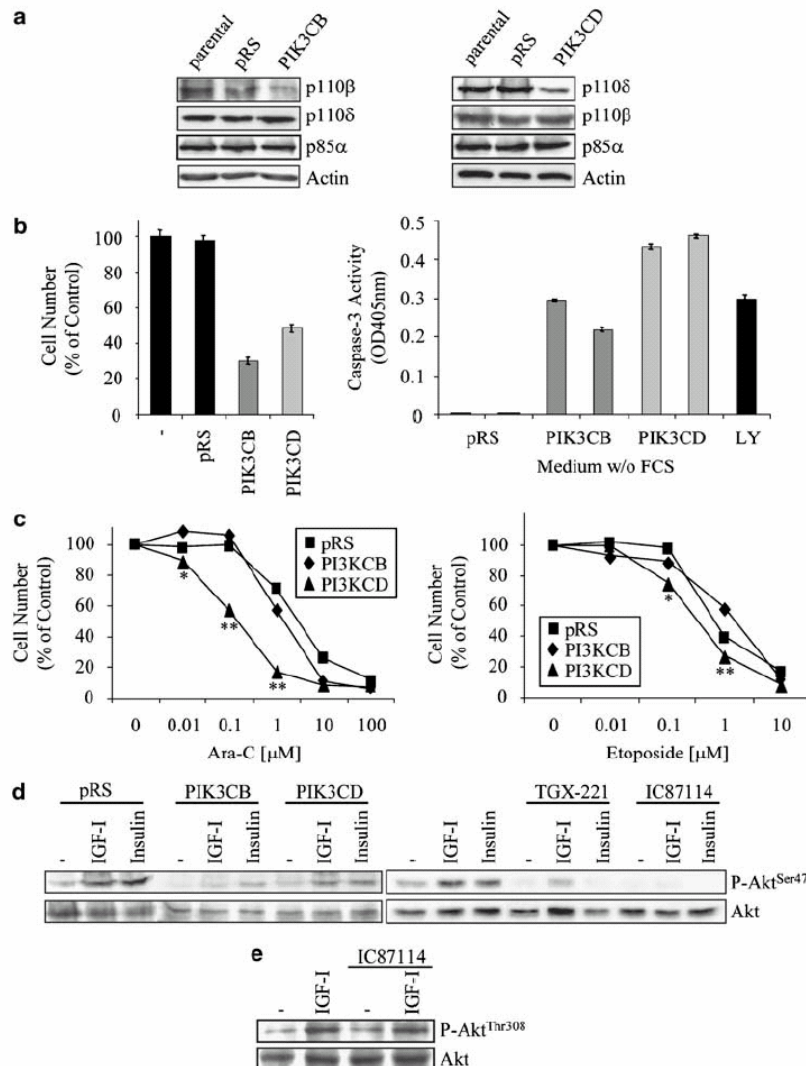 a
parental pRS PIK3CB
p110β
p110δ
p85α
Actin
parental pRS PIK3CD
p110δ
p110β
p85α
Actin
b
Cell Number
(% of Control)
100
80
60
40
20
0
- pRS PIK3CB PIK3CD
Caspase-3 Activity
(OD405nm)
0.5
0.4
0.3
0.2
0.1
0
pRS PIK3CB PIK3CD LY
Medium w/o FCS
c
Cell Number
(% of Control)
100
80
60
40
20
0
pRS
PI3KCB
PI3KCD
*
**
**
0 0.01 0.1 1 10 100
Ara-C [µM]
Cell Number
(% of Control)
100
80
60
40
20
0
pRS
PI3KCB
PI3KCD
*
**
0 0.01 0.1 1 10
Etoposide [µM]
d
pRS PIK3CB PIK3CD TGX-221 IC87114
- IGF-I Insulin - IGF-I Insulin - IGF-I Insulin - IGF-I Insulin - IGF-I Insulin - IGF-I Insulin
P-Akt Ser47
Akt
e
IC87114
- IGF-I - IGF-I
P-Akt Thr308
Akt